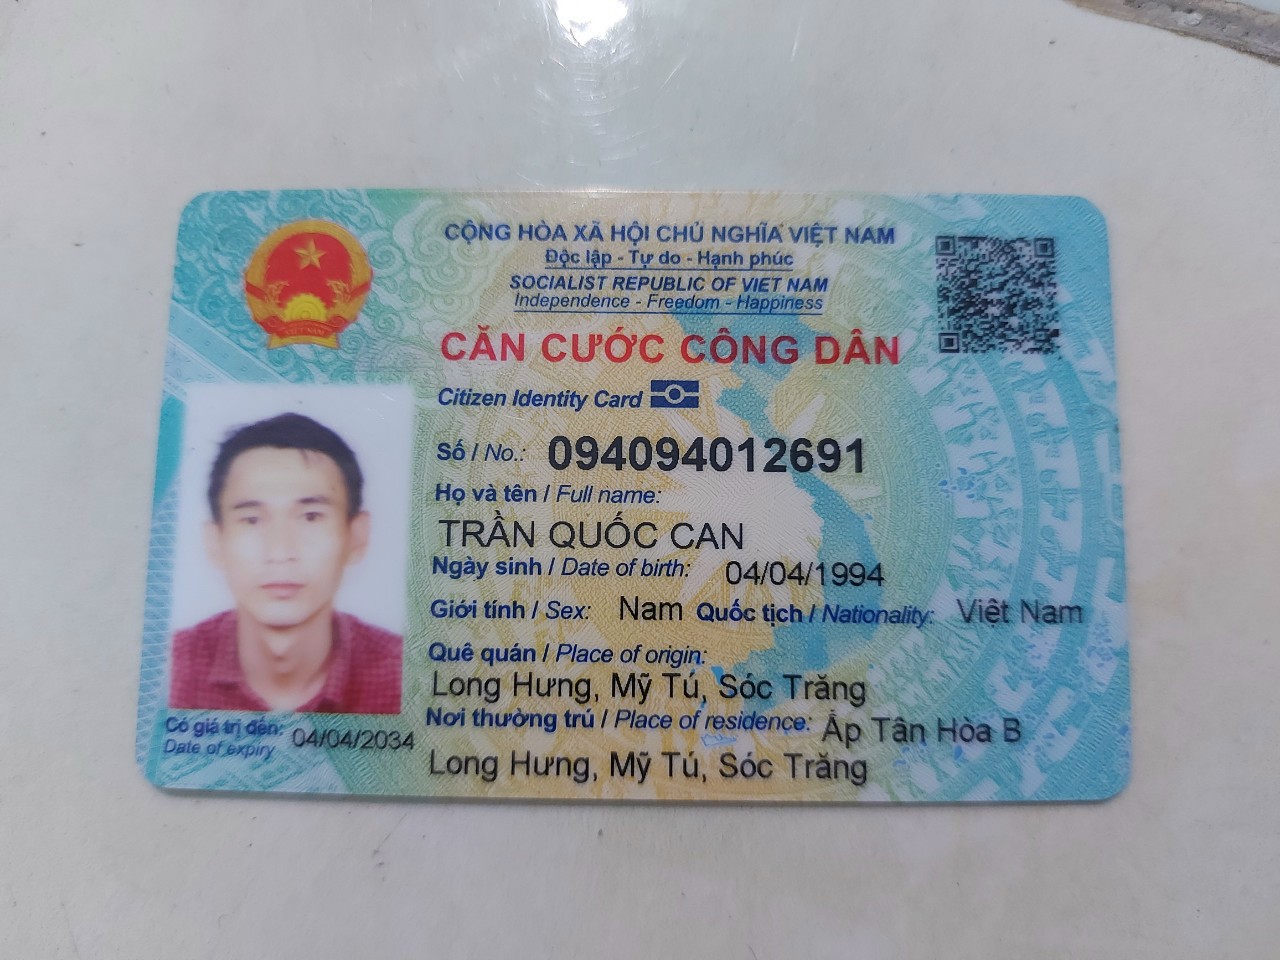 CỘNG HÒA XÃ HỘI CHỦ NGHĨA VIỆT NAM
Độc lập - Tự do - Hạnh phúc
SOCIALIST REPUBLIC OF VIET NAM
Independence - Freedom - Happiness
CĂN CƯỚC CÔNG DÂN
Citizen Identity Card
Số / No.: 094094012691
Họ và tên / Full name:
TRẦN QUỐC CAN
Ngày sinh / Date of birth: 04/04/1994
Giới tính / Sex: Nam Quốc tịch / Nationality: Việt Nam
Quê quán / Place of origin:
Long Hưng, Mỹ Tú, Sóc Trăng
Nơi thường trú / Place of residence: Ấp Tân Hòa B
Long Hưng, Mỹ Tú, Sóc Trăng
Có giá trị đến: 04/04/2034
Date of expiry